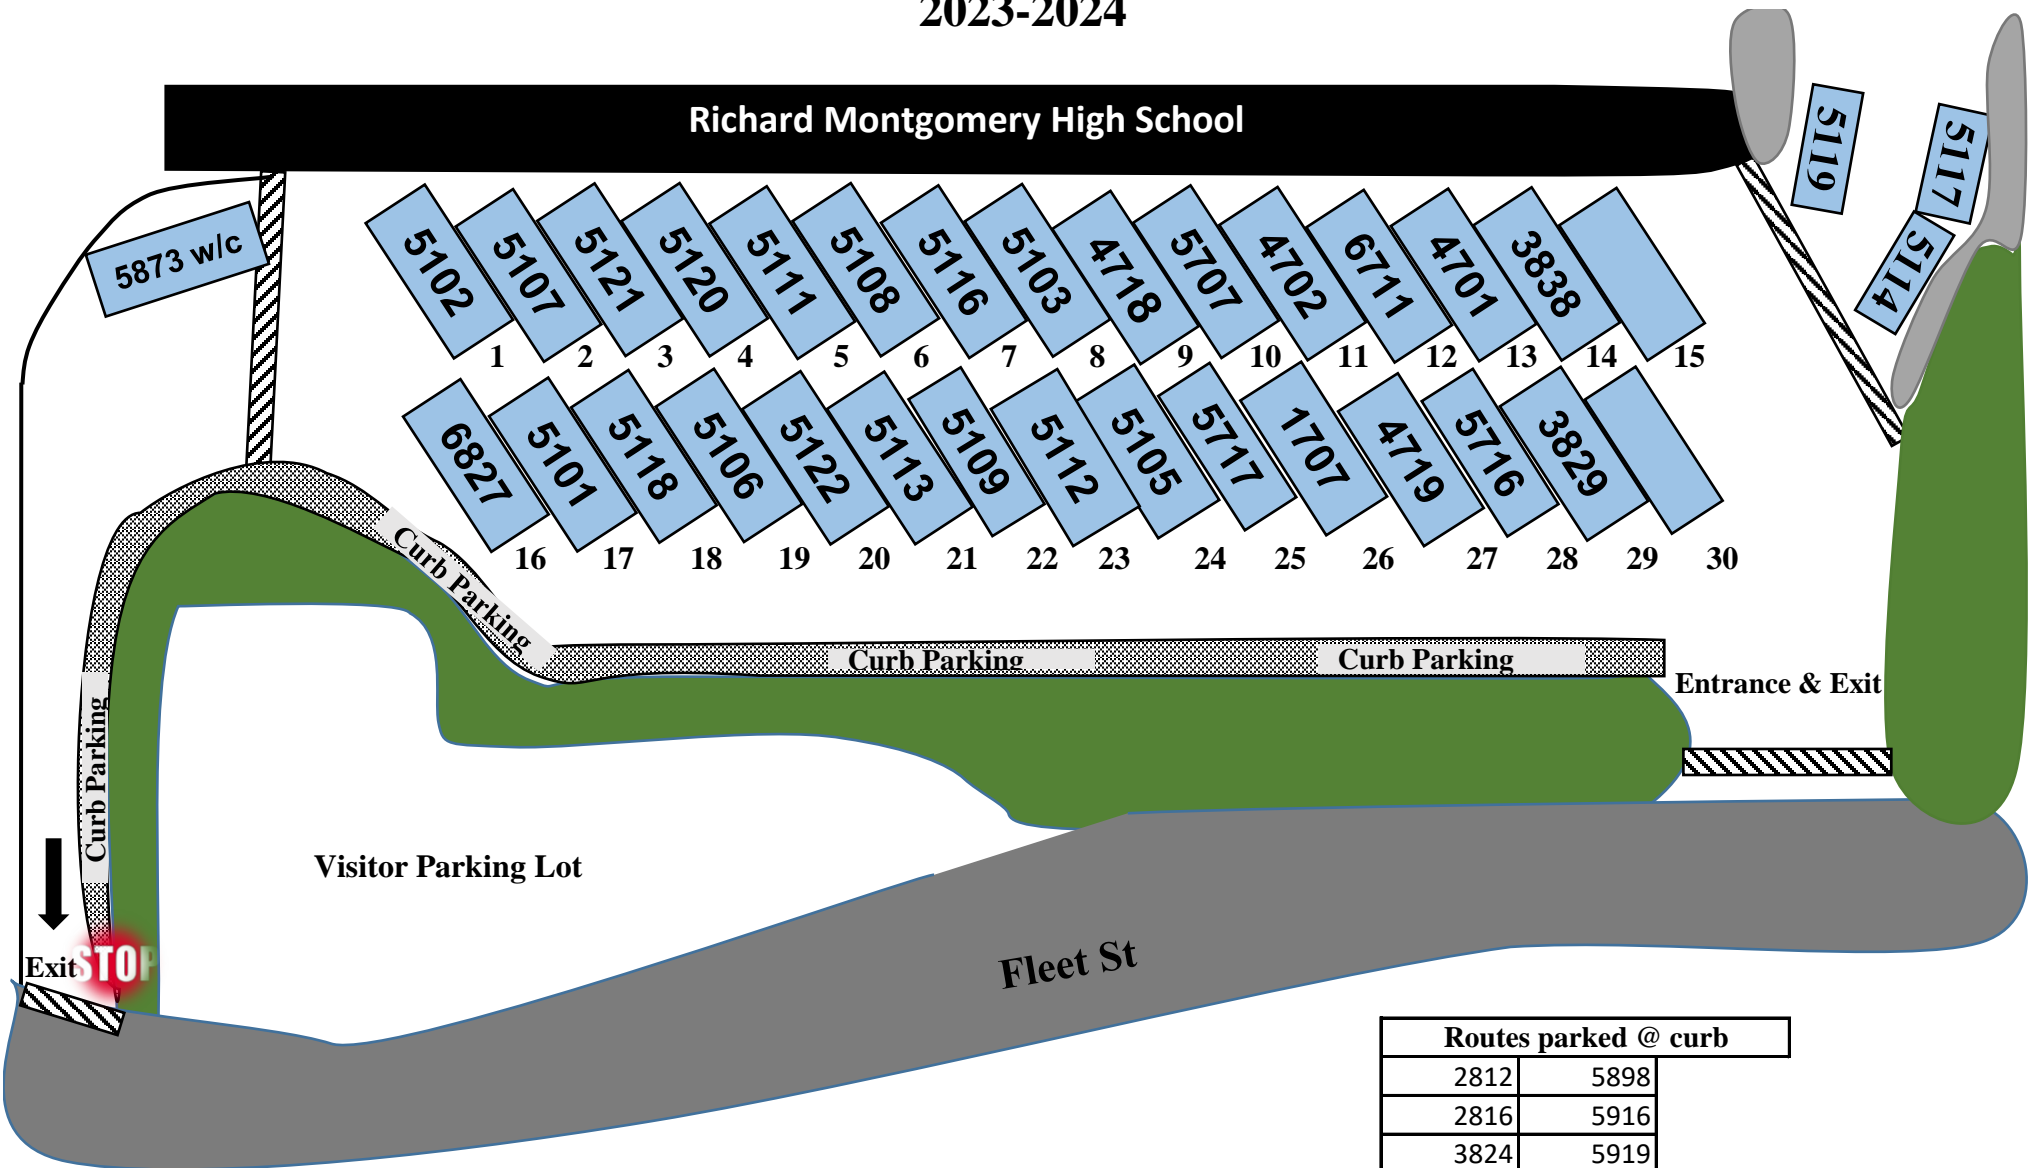 2023-2024
Richard Montgomery High School
5119
5117
5114
5873 w/c
5102 5107 5121 5120 5111 5108 5116 5103 4718 5707 4702 6711 4701 3838
1 2 3 4 5 6 7 8 9 10 11 12 13 14 15
6827 5101 5118 5106 5122 5113 5109 5112 5105 5717 1707 4719 5716 3829
16 17 18 19 20 21 22 23 24 25 26 27 28 29 30
Curb Parking
Curb Parking
Curb Parking
Entrance & Exit
Curb Parking
Visitor Parking Lot
Exit
STOP
Fleet St
Routes parked @ curb
2812 5898
2816 5916
3824 5919